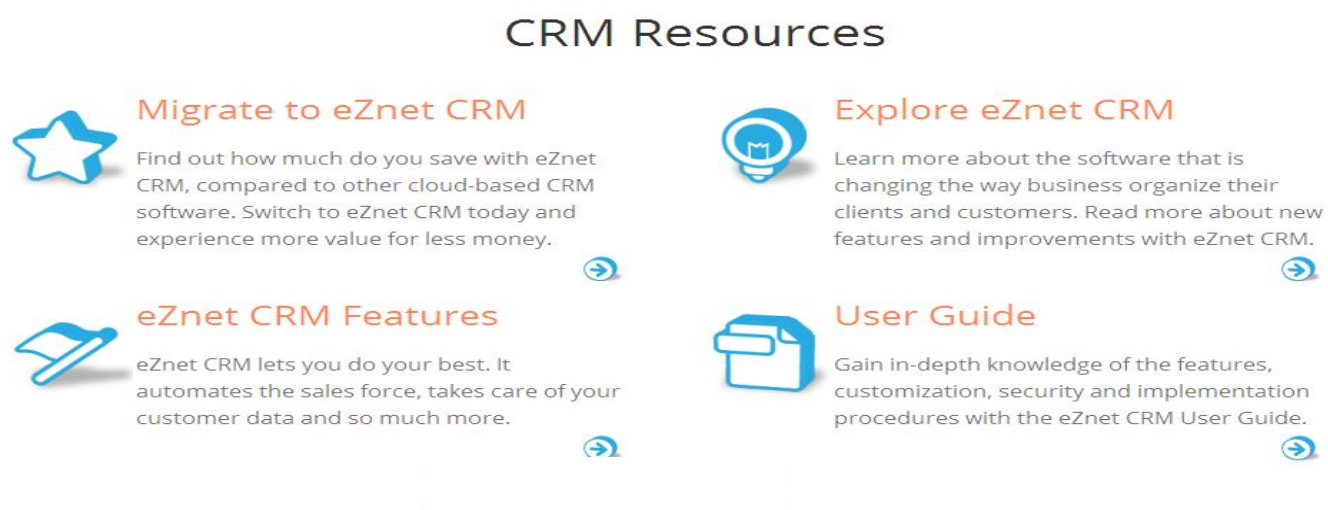 CRM Resources
Migrate to eZnet CRM
Find out how much do you save with eZnet
CRM, compared to other cloud-based CRM
software. Switch to eZnet CRM today and
experience more value for less money.
Explore eZnet CRM
Learn more about the software that is
changing the way business organize their
clients and customers. Read more about new
features and improvements with eZnet CRM.
eZnet CRM Features
eZnet CRM lets you do your best. It
automates the sales force, takes care of your
customer data and so much more.
User Guide
Gain in-depth knowledge of the features,
customization, security and implementation
procedures with the eZnet CRM User Guide.